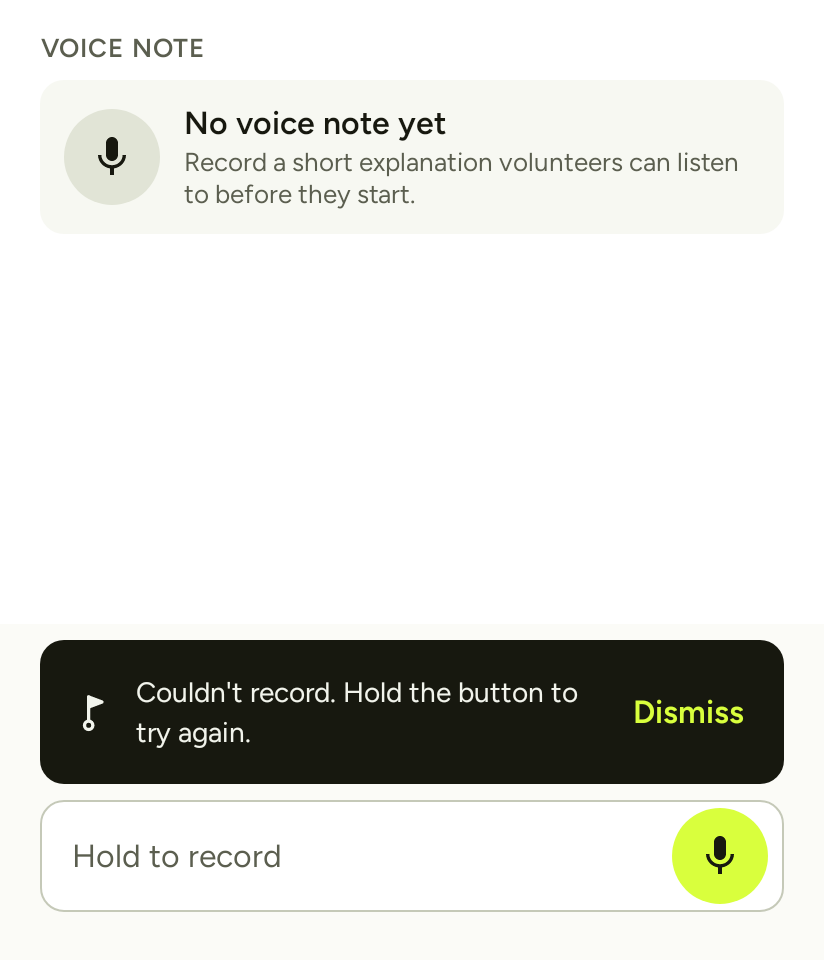 VOICE NOTE
No voice note yet
Record a short explanation volunteers can listen
to before they start.
Couldn't record. Hold the button to
try again.
Dismiss
Hold to record